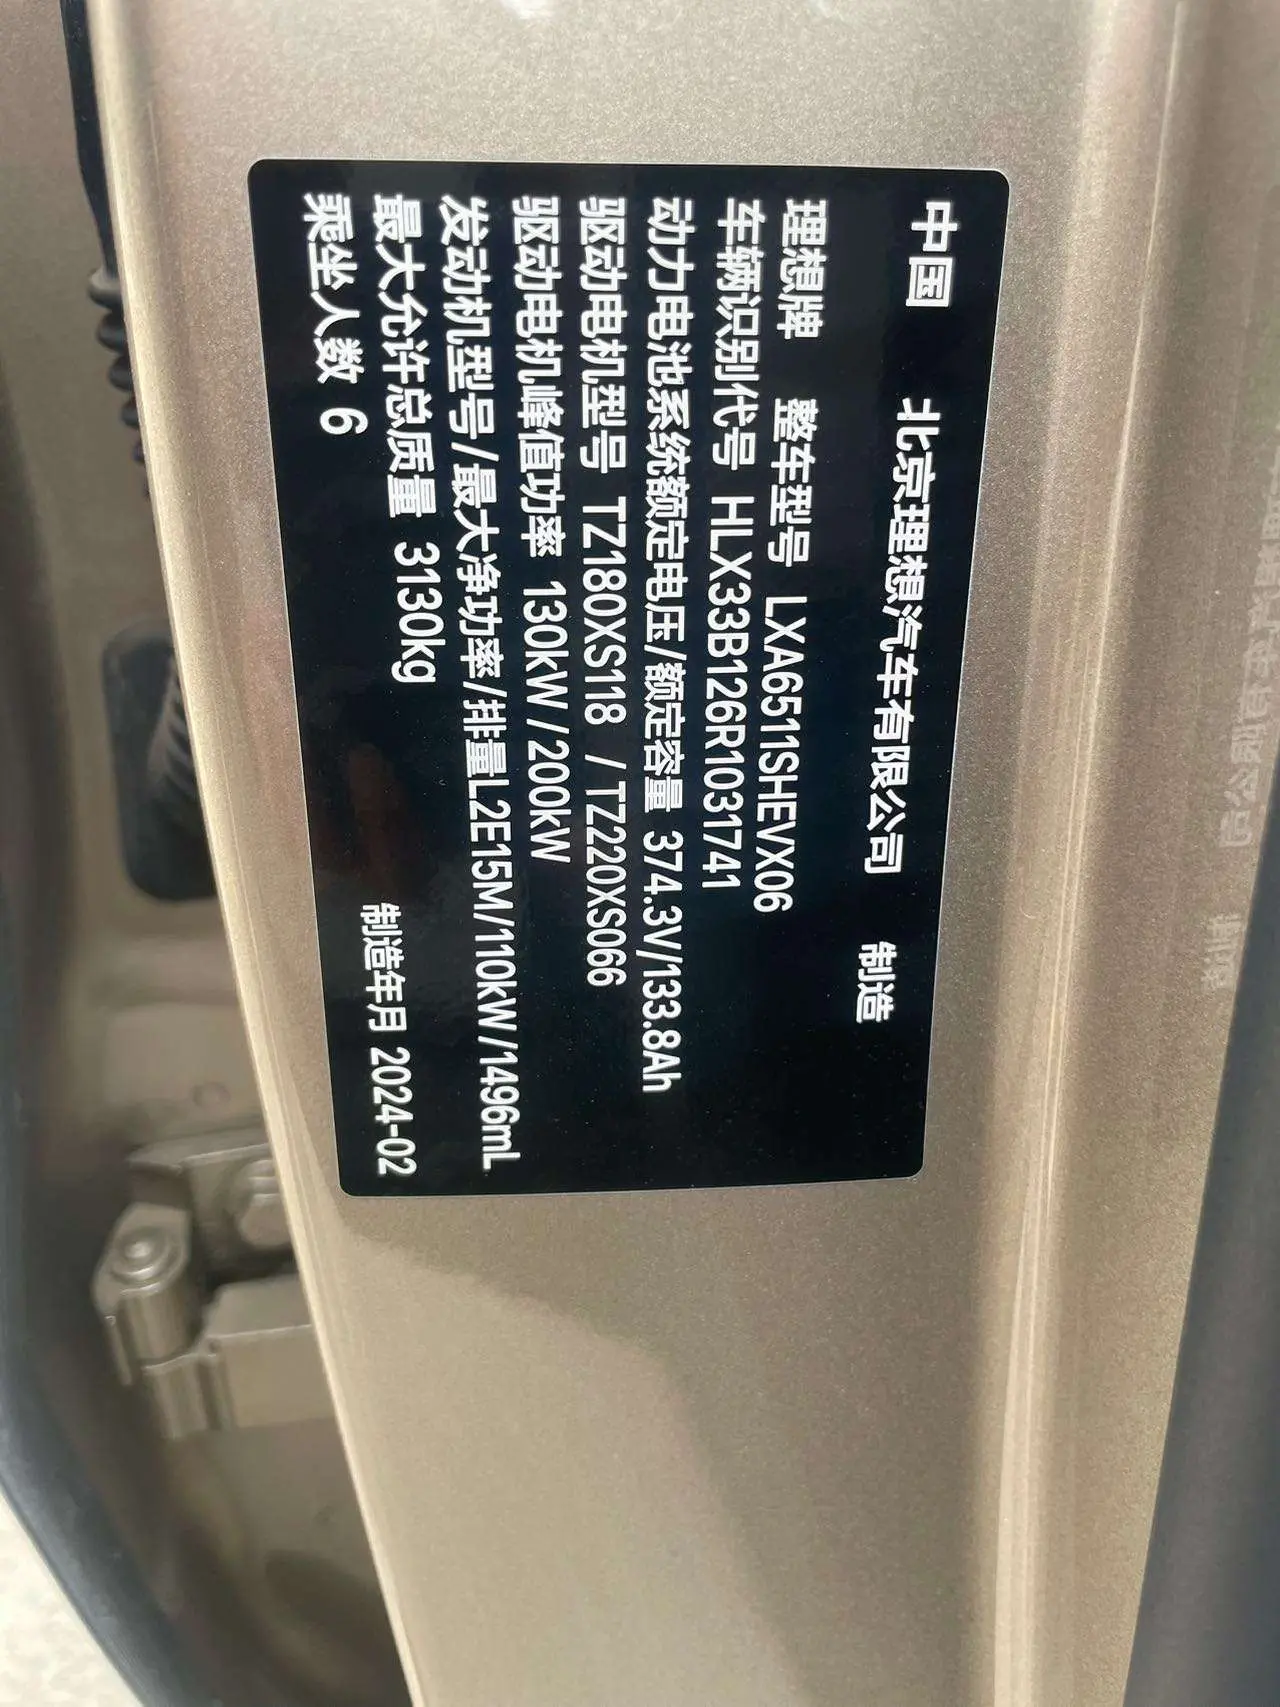 中国 北京理想汽车有限公司 制造
理想牌 整车型号 LXA6511SHEVX06
车辆识别代号 HLX33B126R1031741
动力电池系统额定电压/额定容量 374.3V/133.8Ah
驱动电机型号 TZ180XS118 /TZ220XS066
驱动电机峰值功率 130kW/200kW
发动机型号/最大净功率/排量L2E15M/110kW/1496mL
最大允许总质量 3130kg
乘坐人数 6
制造年月 2024-02